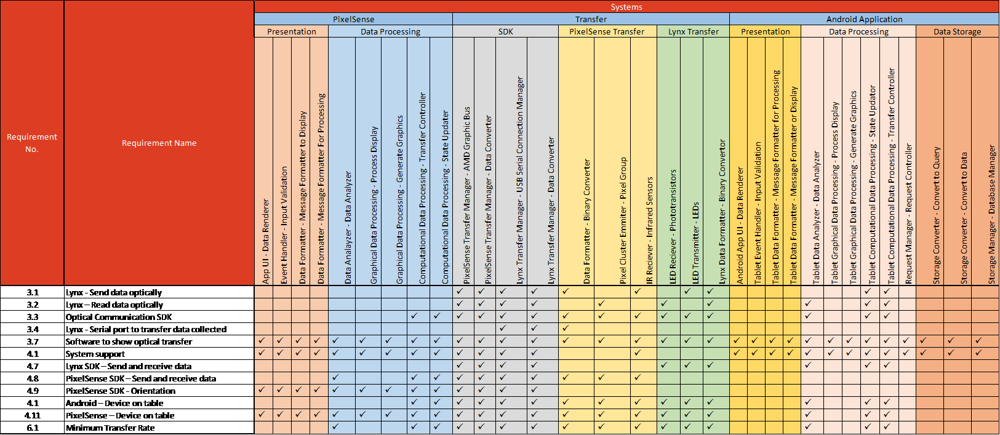 Systems
PixelSense Transfer Android Application
Presentation Data Processing SDK PixelSense Transfer Lynx Transfer Presentation Data Processing Data Storage
Requirement
No.
Requirement Name
App UI - Data Renderer
Event Handler - Input Validation
Data Formatter - Message Formatter to Display
Data Formatter - Message Formatter For Processing
Data Analayzer - Data Analyzer
Graphical Data Processing - Process Display
Graphical Data Processing - Generate Graphics
Computational Data Processing - Transfer Controller
Computational Data Processing - State Updater
PixelSense Transfer Manager - AMD Graphic Bus
PixelSense Transfer Manager - Data Converter
Lynx Transfer Manager - USB Serial Connection Manager
Lynx Transfer Manager - Data Converter
Data Formatter - Binary Converter
Pixel Cluster Emmiter - Pixel Group
IR Reciever - Infrared Sensors
LED Reciever - Phototranistors
LED Transmitter - LEDs
Lynx Data Formatter - Binary Convertor
Android App UI - Data Renderer
Tablet Event Handler - Input Validation
Tablet Data Formatter - Message Formatter for Processing
Tablet Data Formatter - Message Formatter or Display
Tablet Data Analyzer - Data Analyzer
Tablet Graphical Data Processing - Process Display
Tablet Graphical Data Processing - Generate Graphics
Tablet Computational Data Processing - State Updator
Tablet Computational Data Processing - Transfer Controller
Request Manager - Request Controller
Storage Converter - Convert to Query
Storage Converter - Convert to Data
Storage Manager - Database Manager
3.1 Lynx - Send data optically
3.2 Lynx – Read data optically
3.3 Optical Communication SDK
3.4 Lynx - Serial port to transfer data collected
3.7 Software to show optical transfer
4.1 System support
4.7 Lynx SDK – Send and receive data
4.8 PixelSense SDK – Send and receive data
4.9 PixelSense SDK - Orientation
4.1 Android – Device on table
4.11 PixelSense – Device on table
6.1 Minimum Transfer Rate